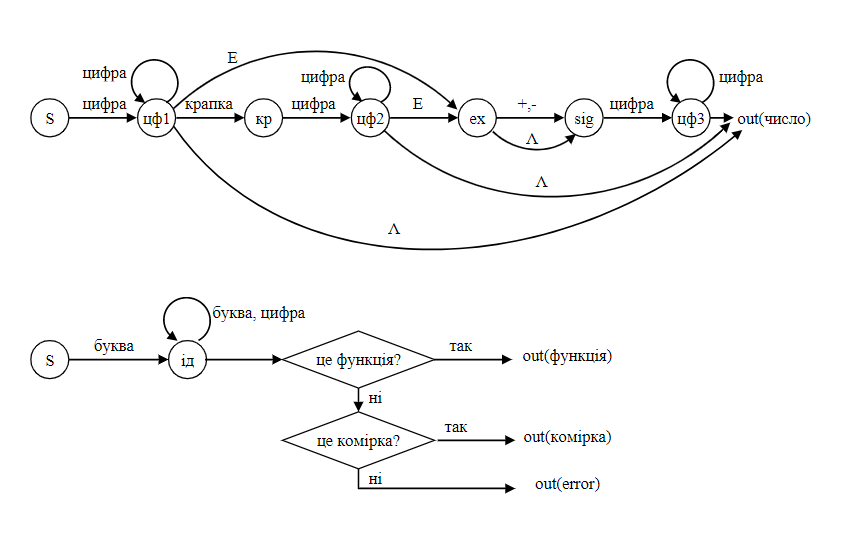 E
цифра
цифра
цифра
цифра
крапка
цифра
E
+,-
цифра
S
цф1
кр
цф2
ex
sig
цф3
out(число)
Λ
Λ
Λ
буква, цифра
буква
S
ід
це функція?
так
out(функція)
ні
це комірка?
так
out(комірка)
ні
out(error)